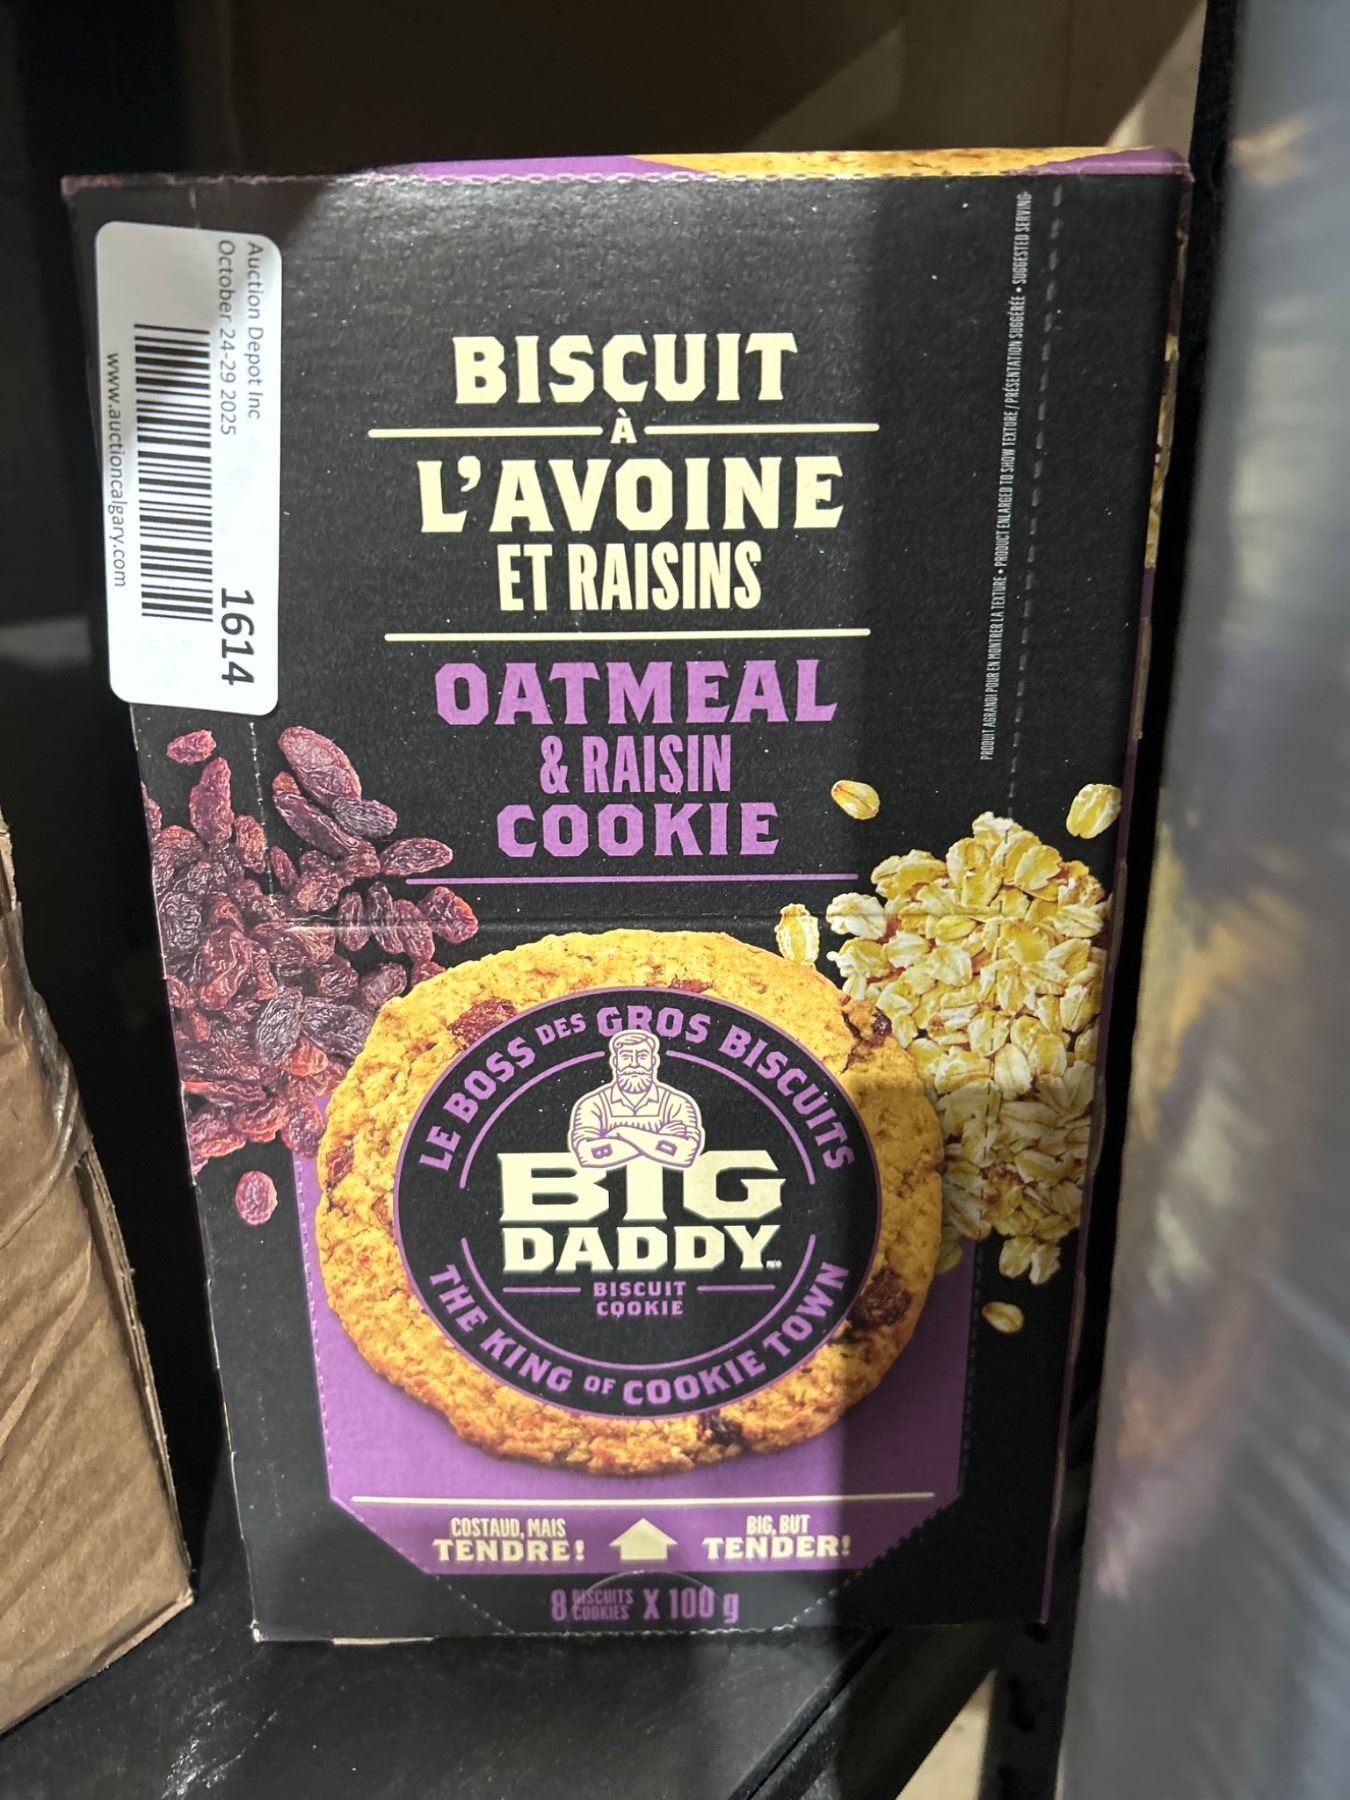 Auction Depot Inc
October 24-29 2025
1614
www.auctioncalgary.com
PRODUIT AGRANDI POUR EN MONTRER LA TEXTURE • PRODUCT ENLARGED TO SHOW TEXTURE / PRÉSENTATION SUGGÉRÉE • SUGGESTED SERVING
BISCUIT
À
L'AVOINE
ET RAISINS
OATMEAL
& RAISIN
COOKIE
LE BOSS DES GROS BISCUITS
B D
BIG
DADDY
BISCUIT
COOKIE
THE KING OF COOKIE TOWN
COSTAUD, MAIS
TENDRE!
BIG, BUT
TENDER!
8 BISCUITS COOKIES X 100 g